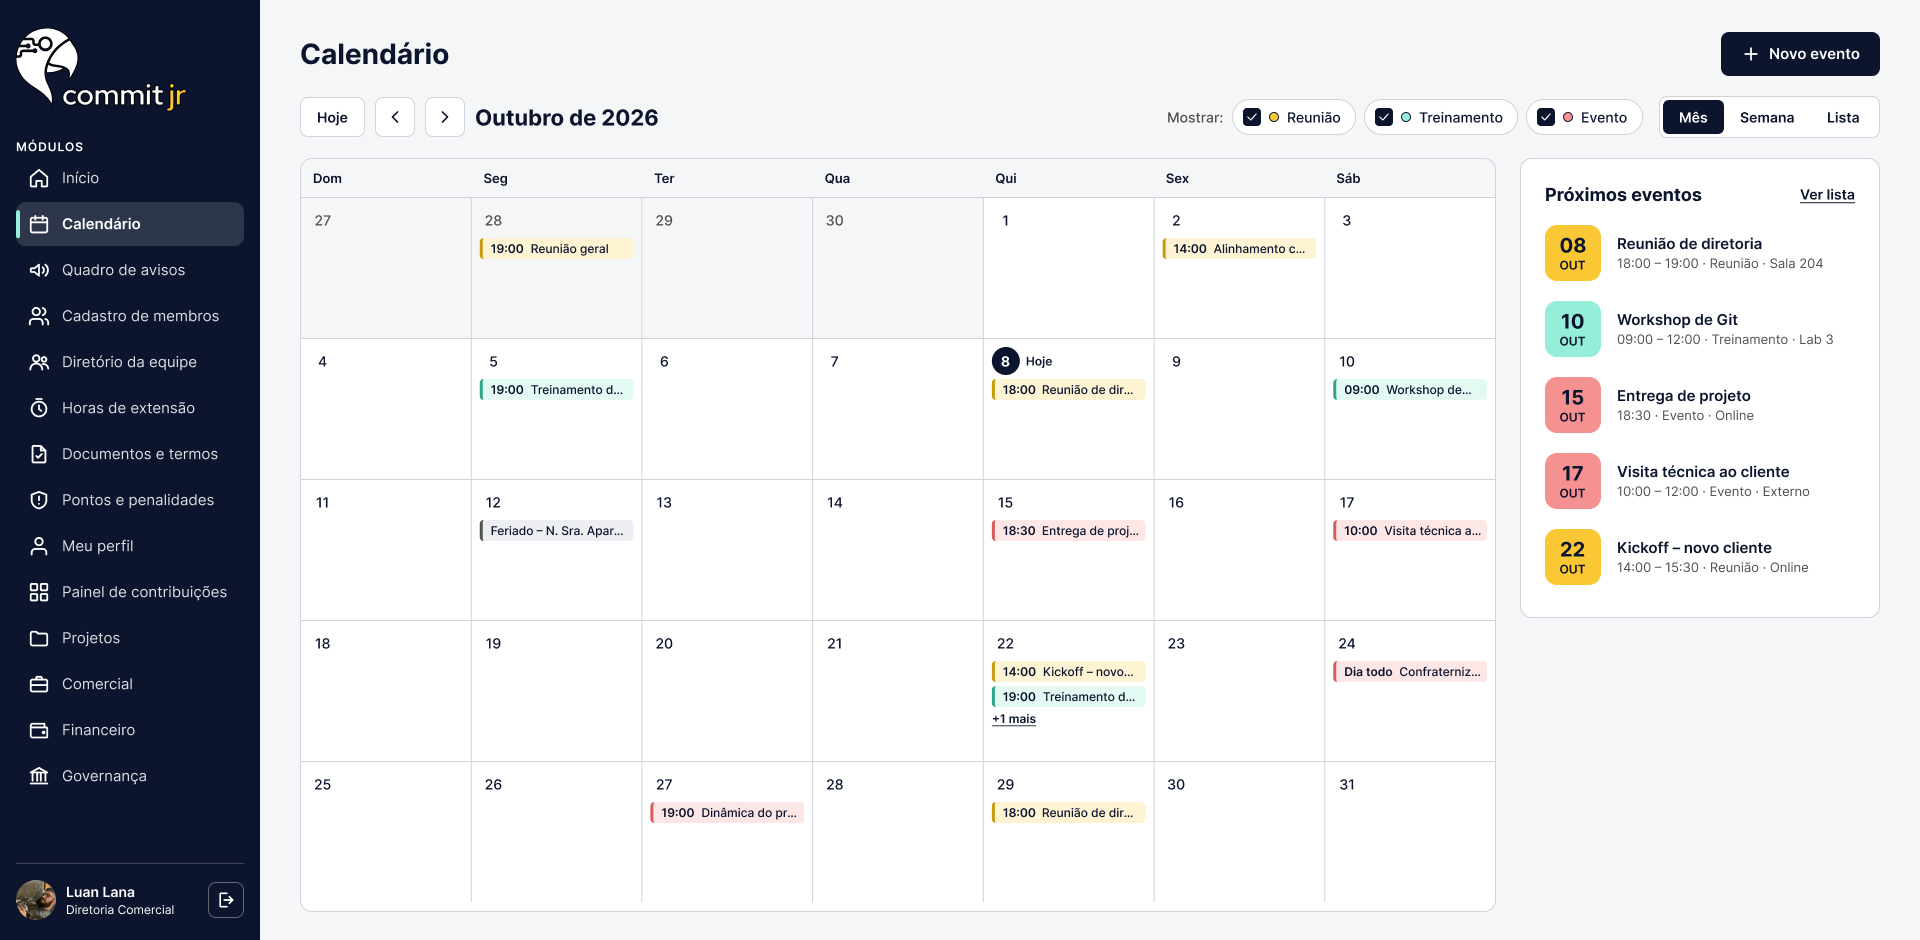 commit jr
MÓDULOS
Início
Calendário
Quadro de avisos
Cadastro de membros
Diretório da equipe
Horas de extensão
Documentos e termos
Pontos e penalidades
Meu perfil
Painel de contribuições
Projetos
Comercial
Financeiro
Governança
Luan Lana
Diretoria Comercial
Calendário
Novo evento
Hoje
Outubro de 2026
Mostrar:
Reunião
Treinamento
Evento
Mês
Semana
Lista
Dom Seg Ter Qua Qui Sex Sáb
27 28 29 30 1 2 3
19:00 Reunião geral
14:00 Alinhamento c...
4 5 6 7 8 Hoje 9 10
19:00 Treinamento d...
18:00 Reunião de dir...
09:00 Workshop de...
11 12 13 14 15 16 17
Feriado – N. Sra. Apar...
18:30 Entrega de proj...
10:00 Visita técnica a...
18 19 20 21 22 23 24
14:00 Kickoff – novo...
19:00 Treinamento d...
+1 mais
Dia todo Confraterniz...
25 26 27 28 29 30 31
19:00 Dinâmica do pr...
18:00 Reunião de dir...
Próximos eventos
Ver lista
08 OUT
Reunião de diretoria
18:00 – 19:00 · Reunião · Sala 204
10 OUT
Workshop de Git
09:00 – 12:00 · Treinamento · Lab 3
15 OUT
Entrega de projeto
18:30 · Evento · Online
17 OUT
Visita técnica ao cliente
10:00 – 12:00 · Evento · Externo
22 OUT
Kickoff – novo cliente
14:00 – 15:30 · Reunião · Online